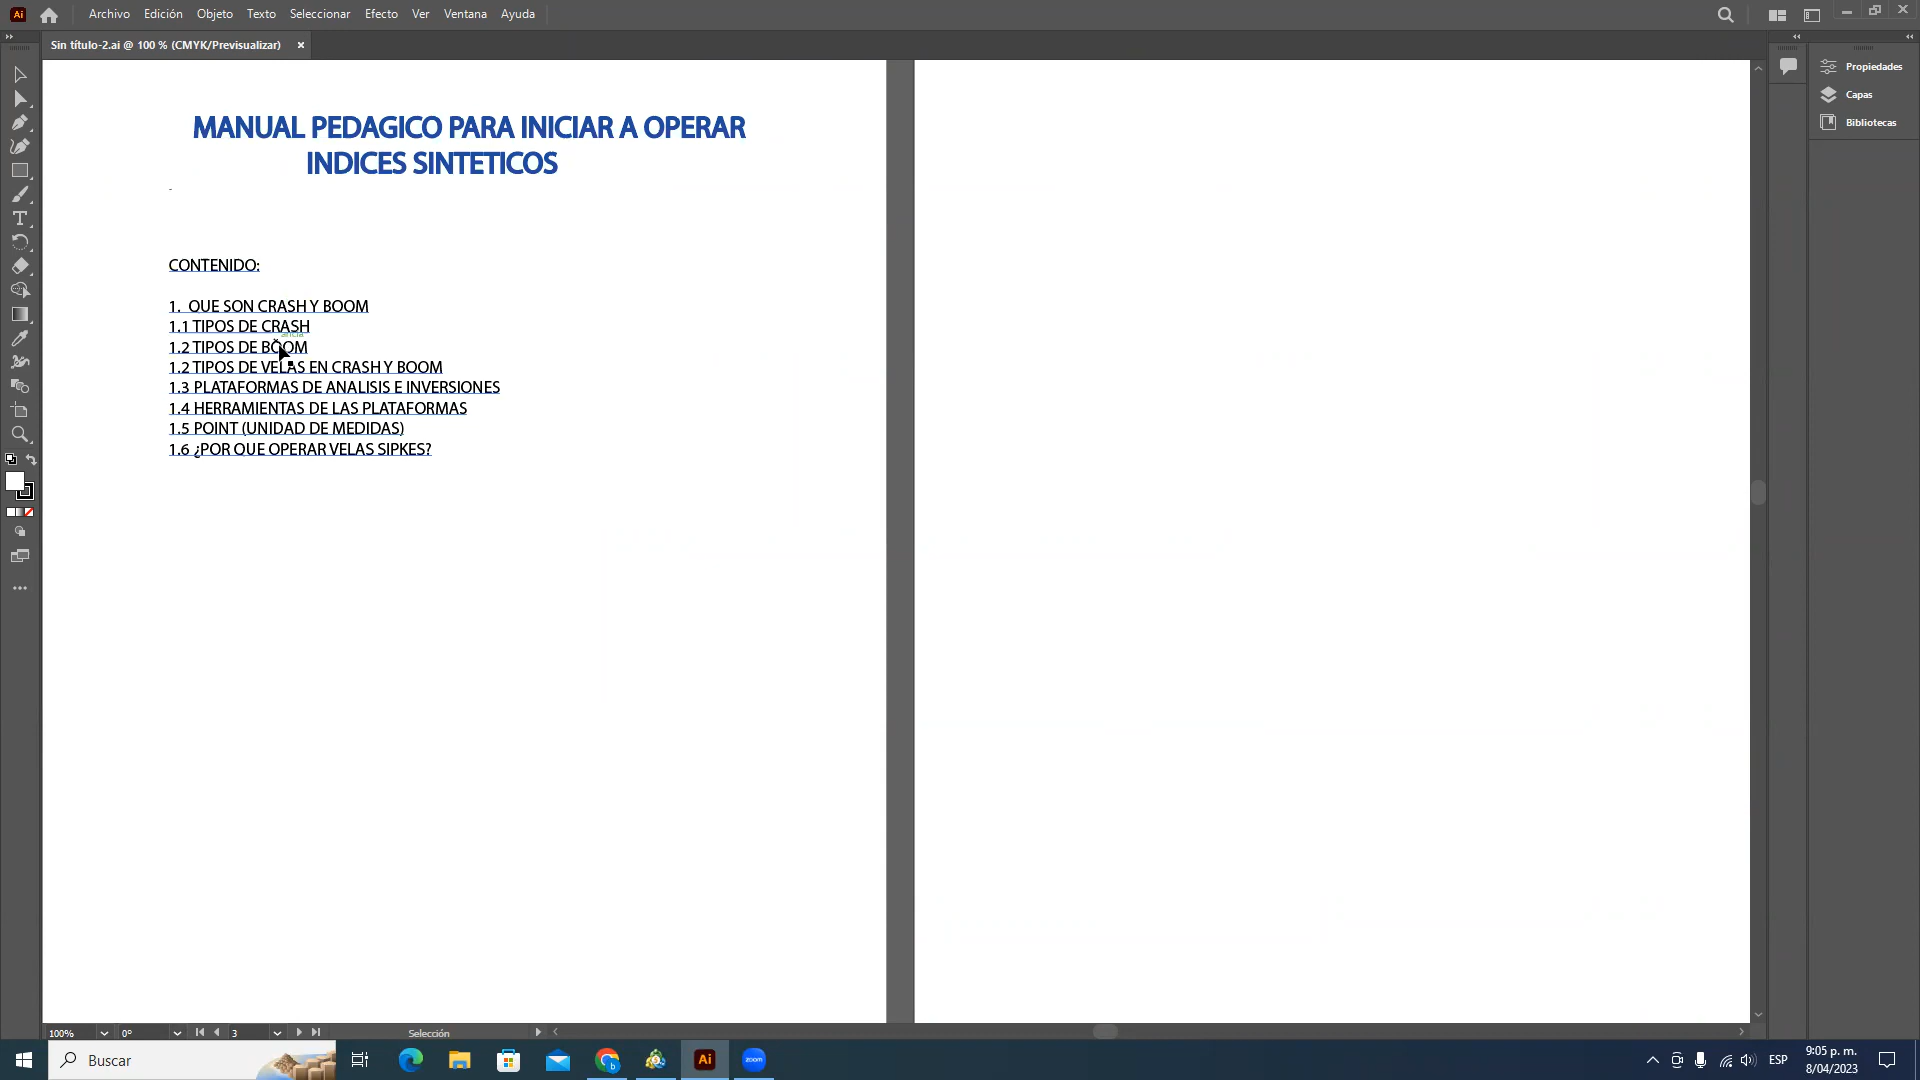 Ai
Archivo Edición Objeto Texto Seleccionar Efecto Ver Ventana Ayuda
Sin título-2.ai @ 100 % (CMYK/Previsualizar)
Propiedades
Capas
Bibliotecas
MANUAL PEDAGICO PARA INICIAR A OPERAR
INDICES SINTETICOS
-
CONTENIDO:
1. QUE SON CRASH Y BOOM
1.1 TIPOS DE CRASH
1.2 TIPOS DE BOOM
1.2 TIPOS DE VELAS EN CRASH Y BOOM
1.3 PLATAFORMAS DE ANALISIS E INVERSIONES
1.4 HERRAMIENTAS DE LAS PLATAFORMAS
1.5 POINT (UNIDAD DE MEDIDAS)
1.6 ¿POR QUE OPERAR VELAS SIPKES?
100% 0° 3 Selección
Buscar
Ai
zoom
ESP
9:05 p. m.
8/04/2023